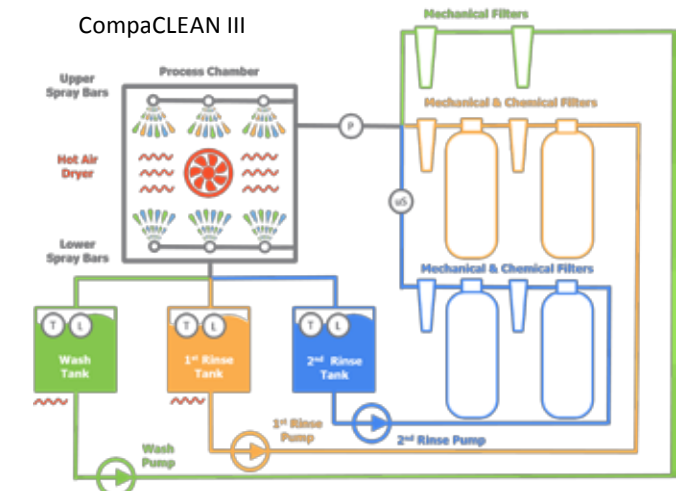 CompaCLEAN III
Mechanical Filters
Upper
Spray Bars
Process Chamber
P
Mechanical & Chemical Filters
Hot Air
Dryer
uS
Lower
Spray Bars
Mechanical & Chemical Filters
T L
T L
T L
Wash
Tank
1st Rinse
Tank
2nd Rinse
Tank
1st Rinse
Pump
2nd Rinse Pump
Wash
Pump